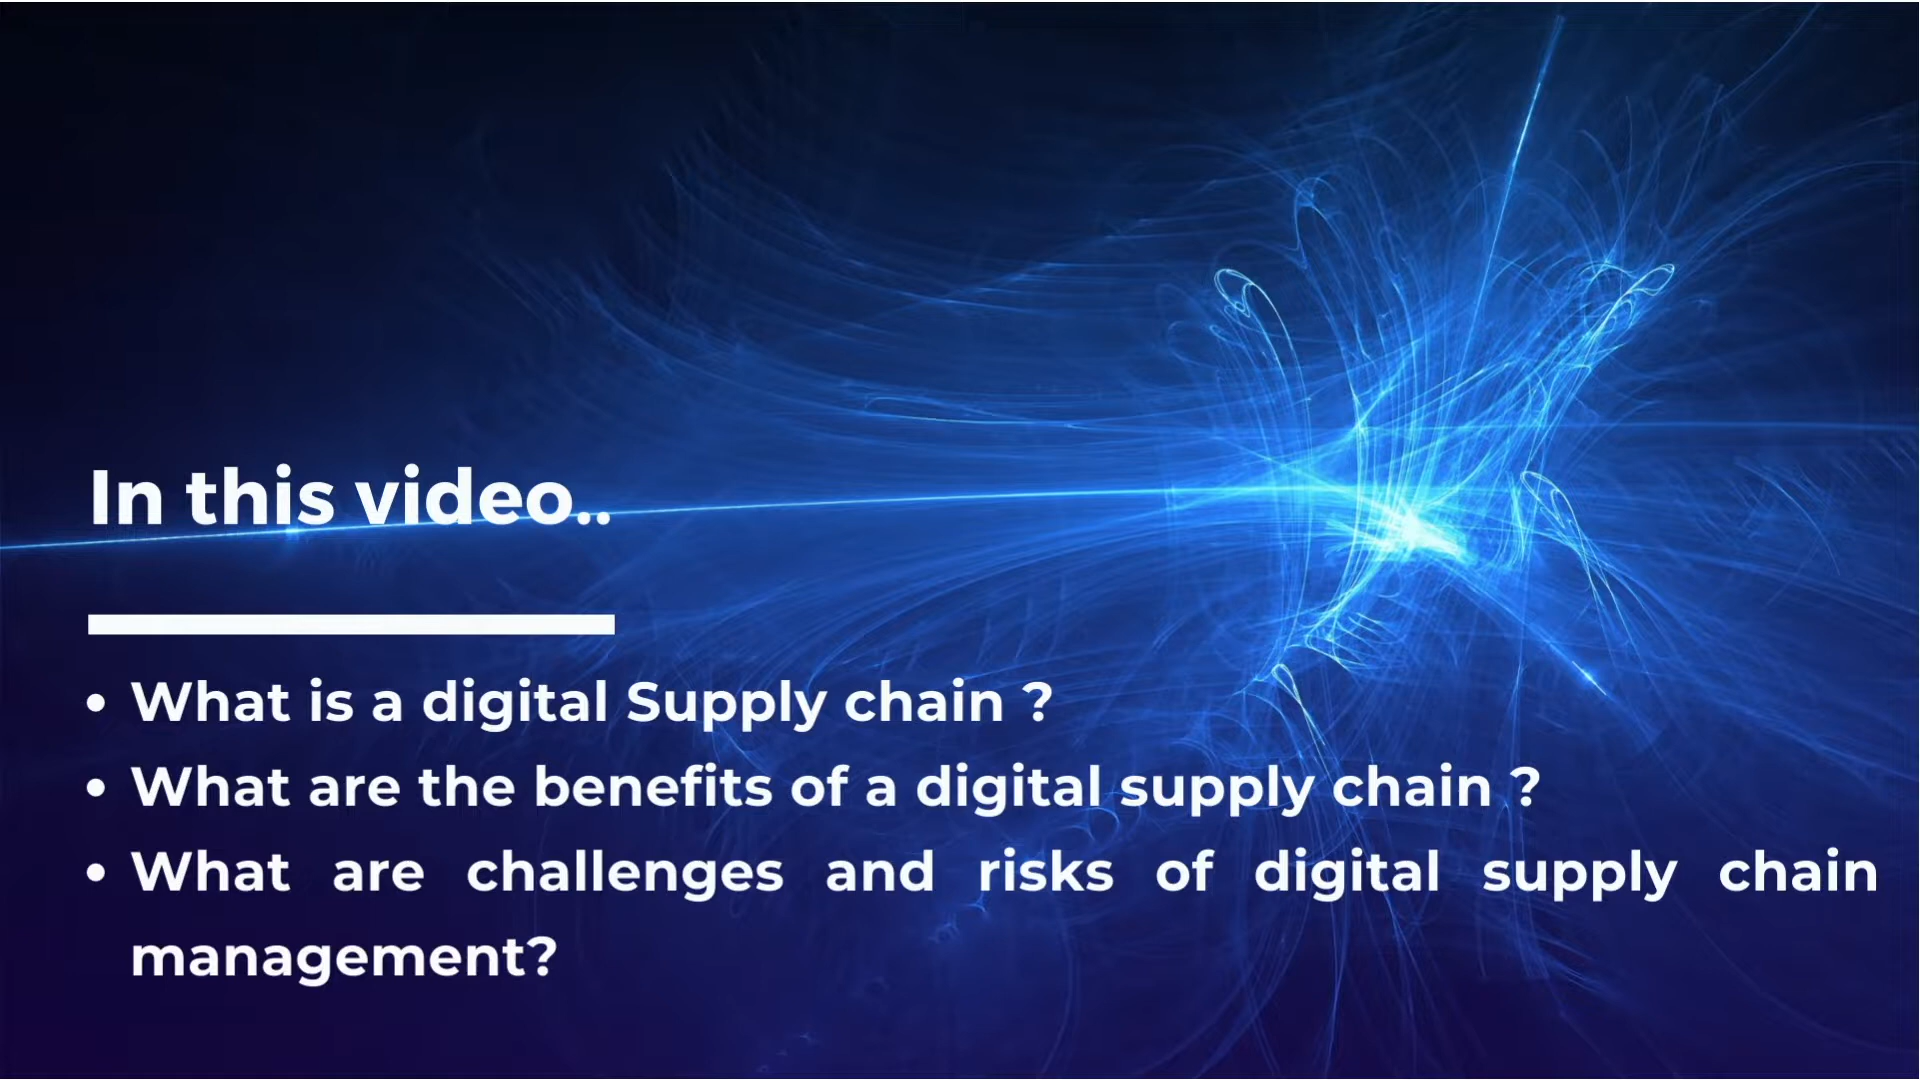 In this video..
• What is a digital Supply chain ?
• What are the benefits of a digital supply chain ?
• What are challenges and risks of digital supply chain
management?